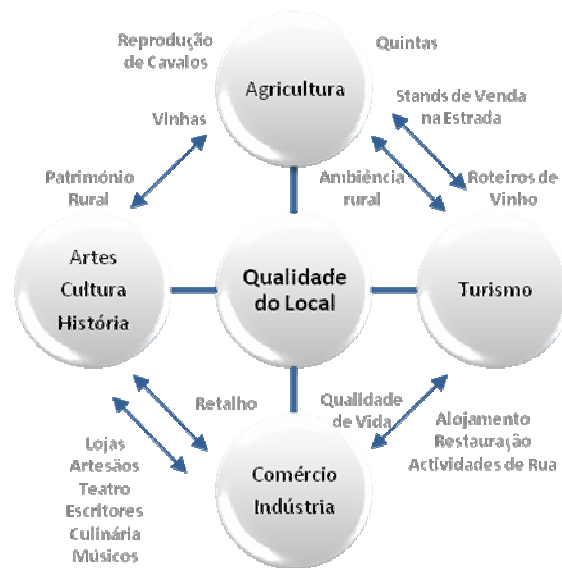 Reprodução
de Cavalos
Quintas
Agricultura
Stands de Venda
na Estrada
Vinhas
Património
Rural
Ambiência
rural
Roteiros de
Vinho
Artes
Cultura
História
Qualidade
do Local
Turismo
Retalho
Qualidade
de Vida
Alojamento
Restauração
Actividades de Rua
Lojas
Artesãos
Teatro
Escritores
Culinária
Músicos
Comércio
Indústria